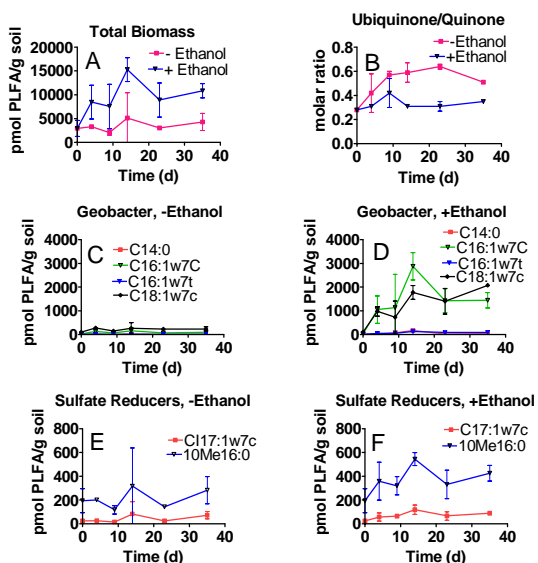 Total Biomass
A
- Ethanol
+ Ethanol
pmol PLFA/g soil
20000
15000
10000
5000
0
0 10 20 30 40
Time (d)
Ubiquinone/Quinone
B
-Ethanol
+Ethanol
molar ratio
0.8
0.6
0.4
0.2
0.0
0 10 20 30 40
Time (d)
Geobacter, -Ethanol
C
C14:0
C16:1w7C
C16:1w7t
C18:1w7c
pmol PLFA/g soil
4000
3000
2000
1000
0
0 10 20 30 40
Time (d)
Geobacter, +Ethanol
D
C14:0
C16:1w7C
C16:1w7t
C18:1w7c
pmol PLFA/g soil
4000
3000
2000
1000
0
0 10 20 30 40
Time (d)
Sulfate Reducers, -Ethanol
E
CI17:1w7c
10Me16:0
pmol PLFA/g soil
800
600
400
200
0
0 10 20 30 40
Time (d)
Sulfate Reducers, +Ethanol
F
C17:1w7c
10Me16:0
pmol PLFA/g soil
800
600
400
200
0
0 10 20 30 40
Time (d)